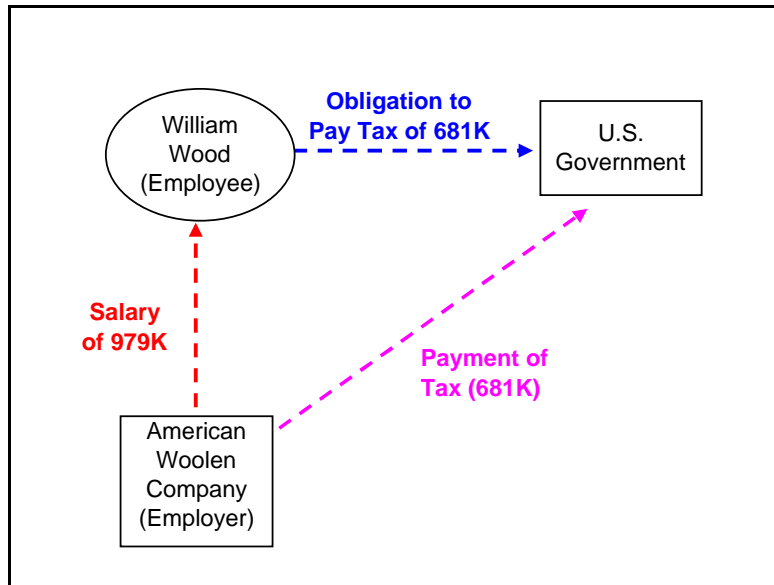 William
Wood
(Employee)
Obligation to
Pay Tax of 681K
U.S.
Government
Salary
of 979K
Payment of
Tax (681K)
American
Woolen
Company
(Employer)